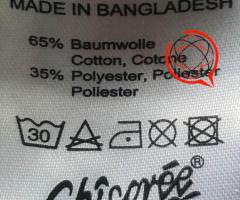 MADE IN BANGLADESH
65% Baumwolle
Cotton, Cotone
35% Polyester, Poliester
Poliester
30
Chicorée®